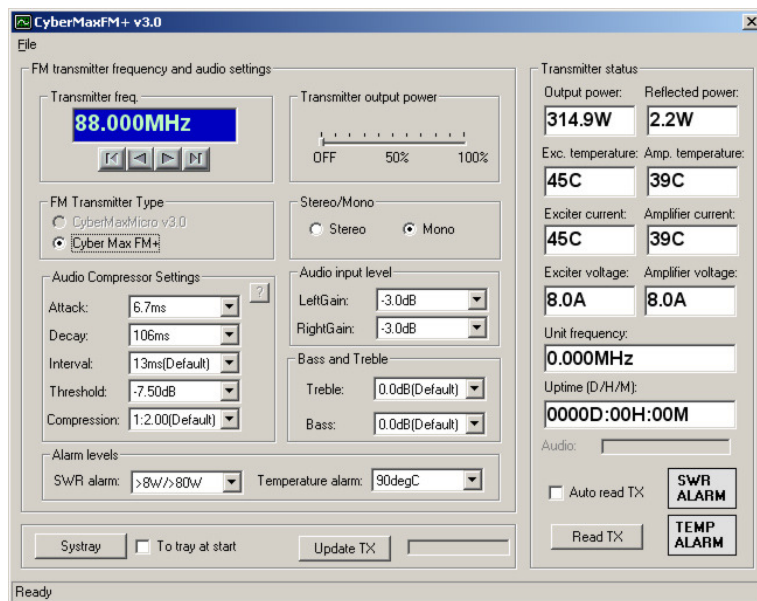 CyberMaxFM+ v3.0
File
FM transmitter frequency and audio settings
Transmitter freq.
88.000MHz
Transmitter output power
OFF 50% 100%
FM Transmitter Type
CyberMaxMicro v3.0
Cyber Max FM+
Stereo/Mono
Stereo Mono
Audio Compressor Settings
?
Attack: 6.7ms
Decay: 106ms
Interval: 13ms(Default)
Threshold: -7.50dB
Compression: 1:2.00(Default)
Audio input level
LeftGain: -3.0dB
RightGain: -3.0dB
Bass and Treble
Treble: 0.0dB(Default)
Bass: 0.0dB(Default)
Alarm levels
SWR alarm: >8W/>80W Temperature alarm: 90degC
Systray To tray at start Update TX
Transmitter status
Output power: Reflected power:
314.9W 2.2W
Exc. temperature: Amp. temperature:
45C 39C
Exciter current: Amplifier current:
45C 39C
Exciter voltage: Amplifier voltage:
8.0A 8.0A
Unit frequency:
0.000MHz
Uptime (D/H/M):
0000D:00H:00M
Audio:
Auto read TX
SWR
ALARM
Read TX
TEMP
ALARM
Ready